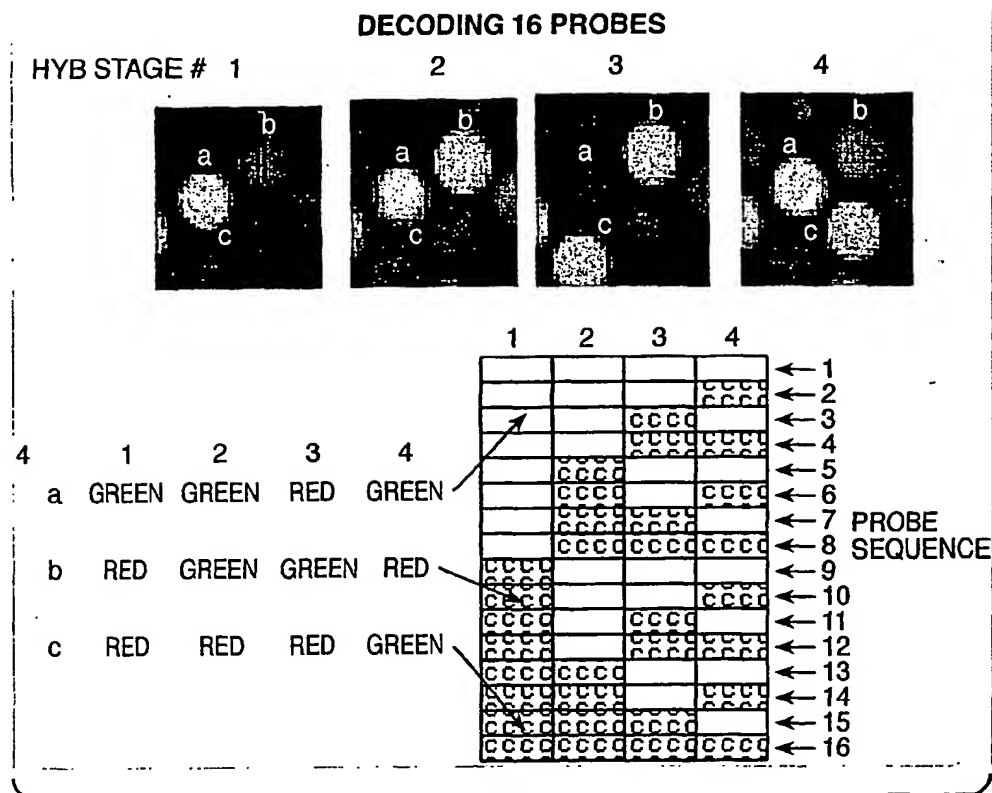 DECODING 16 PROBES
HYB STAGE # 1 2 3 4
a b c
a b c
a b c
a b c
1 2 3 4
1
2
3
4
5
6
7
8
9
10
11
12
13
14
15
16
PROBE
SEQUENCE
4 1 2 3 4
a GREEN GREEN RED GREEN
b RED GREEN GREEN RED
c RED RED RED GREEN